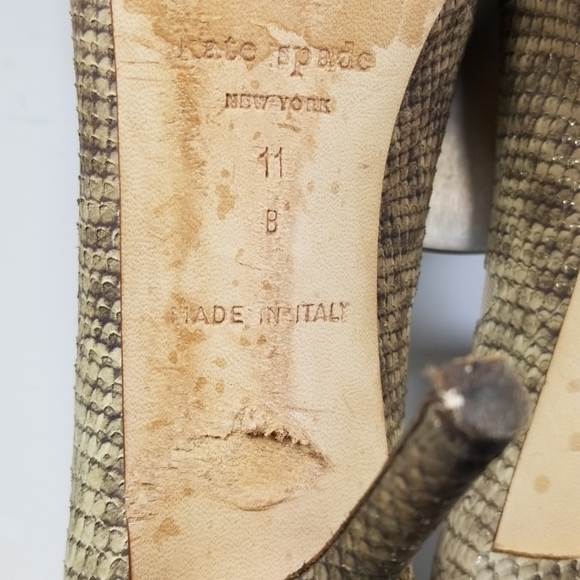 kate spade
NEW YORK
11
B
MADE IN ITALY